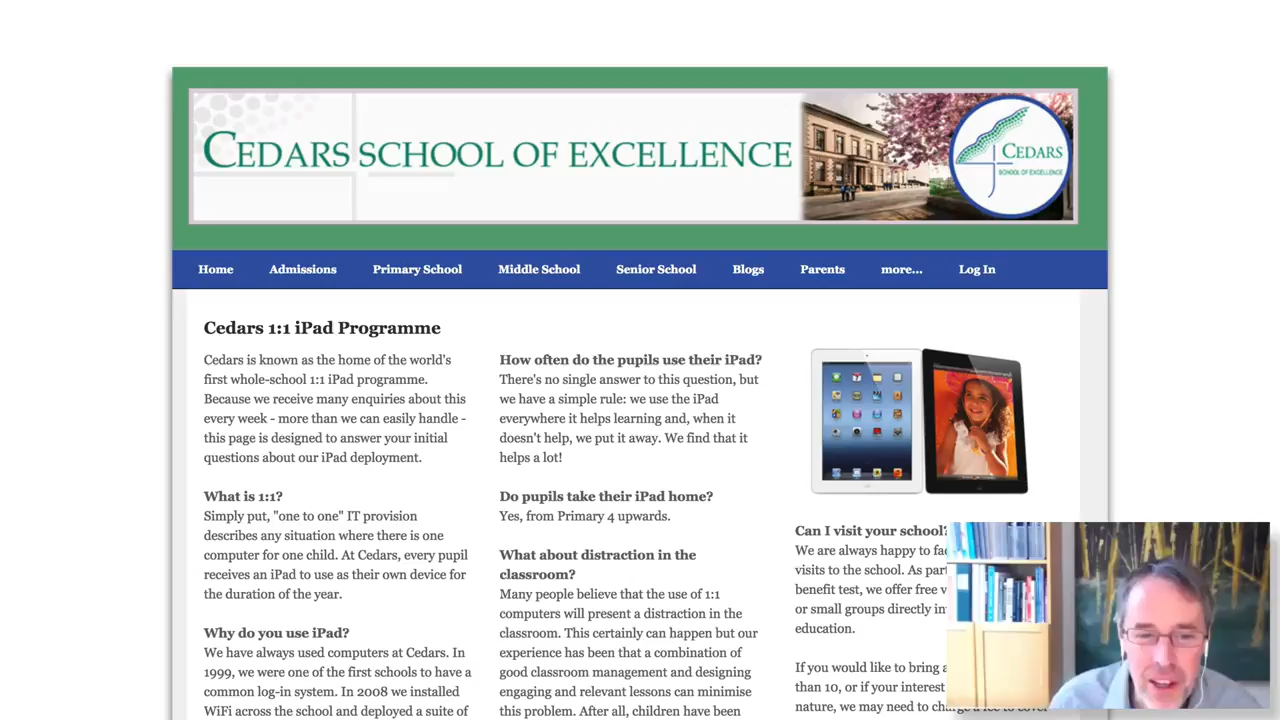 CEDARS SCHOOL OF EXCELLENCE
CEDARS
SCHOOL OF EXCELLENCE
Home Admissions Primary School Middle School Senior School Blogs Parents more... Log In
Cedars 1:1 iPad Programme
Cedars is known as the home of the world's
first whole-school 1:1 iPad programme.
Because we receive many enquiries about this
every week - more than we can easily handle -
this page is designed to answer your initial
questions about our iPad deployment.
What is 1:1?
Simply put, "one to one" IT provision
describes any situation where there is one
computer for one child. At Cedars, every pupil
receives an iPad to use as their own device for
the duration of the year.
Why do you use iPad?
We have always used computers at Cedars. In
1999, we were one of the first schools to have a
common log-in system. In 2008 we installed
WiFi across the school and deployed a suite of
How often do the pupils use their iPad?
There's no single answer to this question, but
we have a simple rule: we use the iPad
everywhere it helps learning and, when it
doesn't help, we put it away. We find that it
helps a lot!
Do pupils take their iPad home?
Yes, from Primary 4 upwards.
What about distraction in the
classroom?
Many people believe that the use of 1:1
computers will present a distraction in the
classroom. This certainly can happen but our
experience has been that a combination of
good classroom management and designing
engaging and relevant lessons can minimise
this problem. After all, children have been
Can I visit your school?
We are always happy to fac
visits to the school. As part
benefit test, we offer free v
or small groups directly in
education.
If you would like to bring a
than 10, or if your interest
nature, we may need to charge a fee to cover